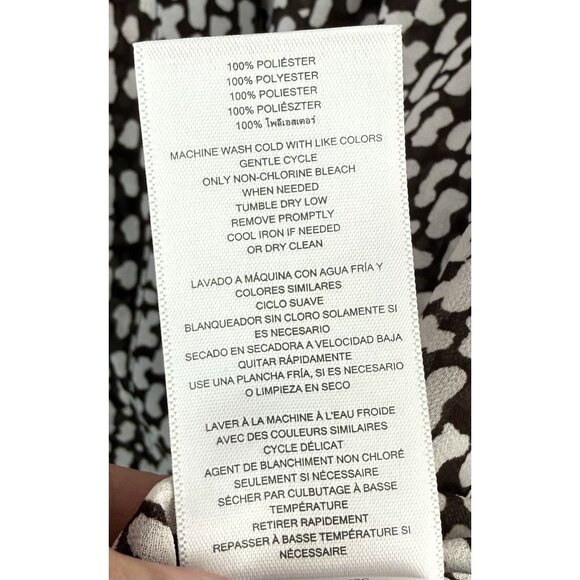 100% POLIÉSTER
100% POLYESTER
100% POLIESTER
100% POLIÉSZTER
100% โพลีเอสเตอร์
MACHINE WASH COLD WITH LIKE COLORS
GENTLE CYCLE
ONLY NON-CHLORINE BLEACH
WHEN NEEDED
TUMBLE DRY LOW
REMOVE PROMPTLY
COOL IRON IF NEEDED
OR DRY CLEAN
LAVADO A MÁQUINA CON AGUA FRÍA Y
COLORES SIMILARES
CICLO SUAVE
BLANQUEADOR SIN CLORO SOLAMENTE SI
ES NECESARIO
SECADO EN SECADORA A VELOCIDAD BAJA
QUITAR RÁPIDAMENTE
USE UNA PLANCHA FRÍA, SI ES NECESARIO
O LIMPIEZA EN SECO
LAVER À LA MACHINE À L'EAU FROIDE
AVEC DES COULEURS SIMILAIRES
CYCLE DÉLICAT
AGENT DE BLANCHIMENT NON CHLORÉ
SEULEMENT SI NÉCESSAIRE
SÉCHER PAR CULBUTAGE À BASSE
TEMPÉRATURE
RETIRER RAPIDEMENT
REPASSER À BASSE TEMPÉRATURE SI
NÉCESSAIRE